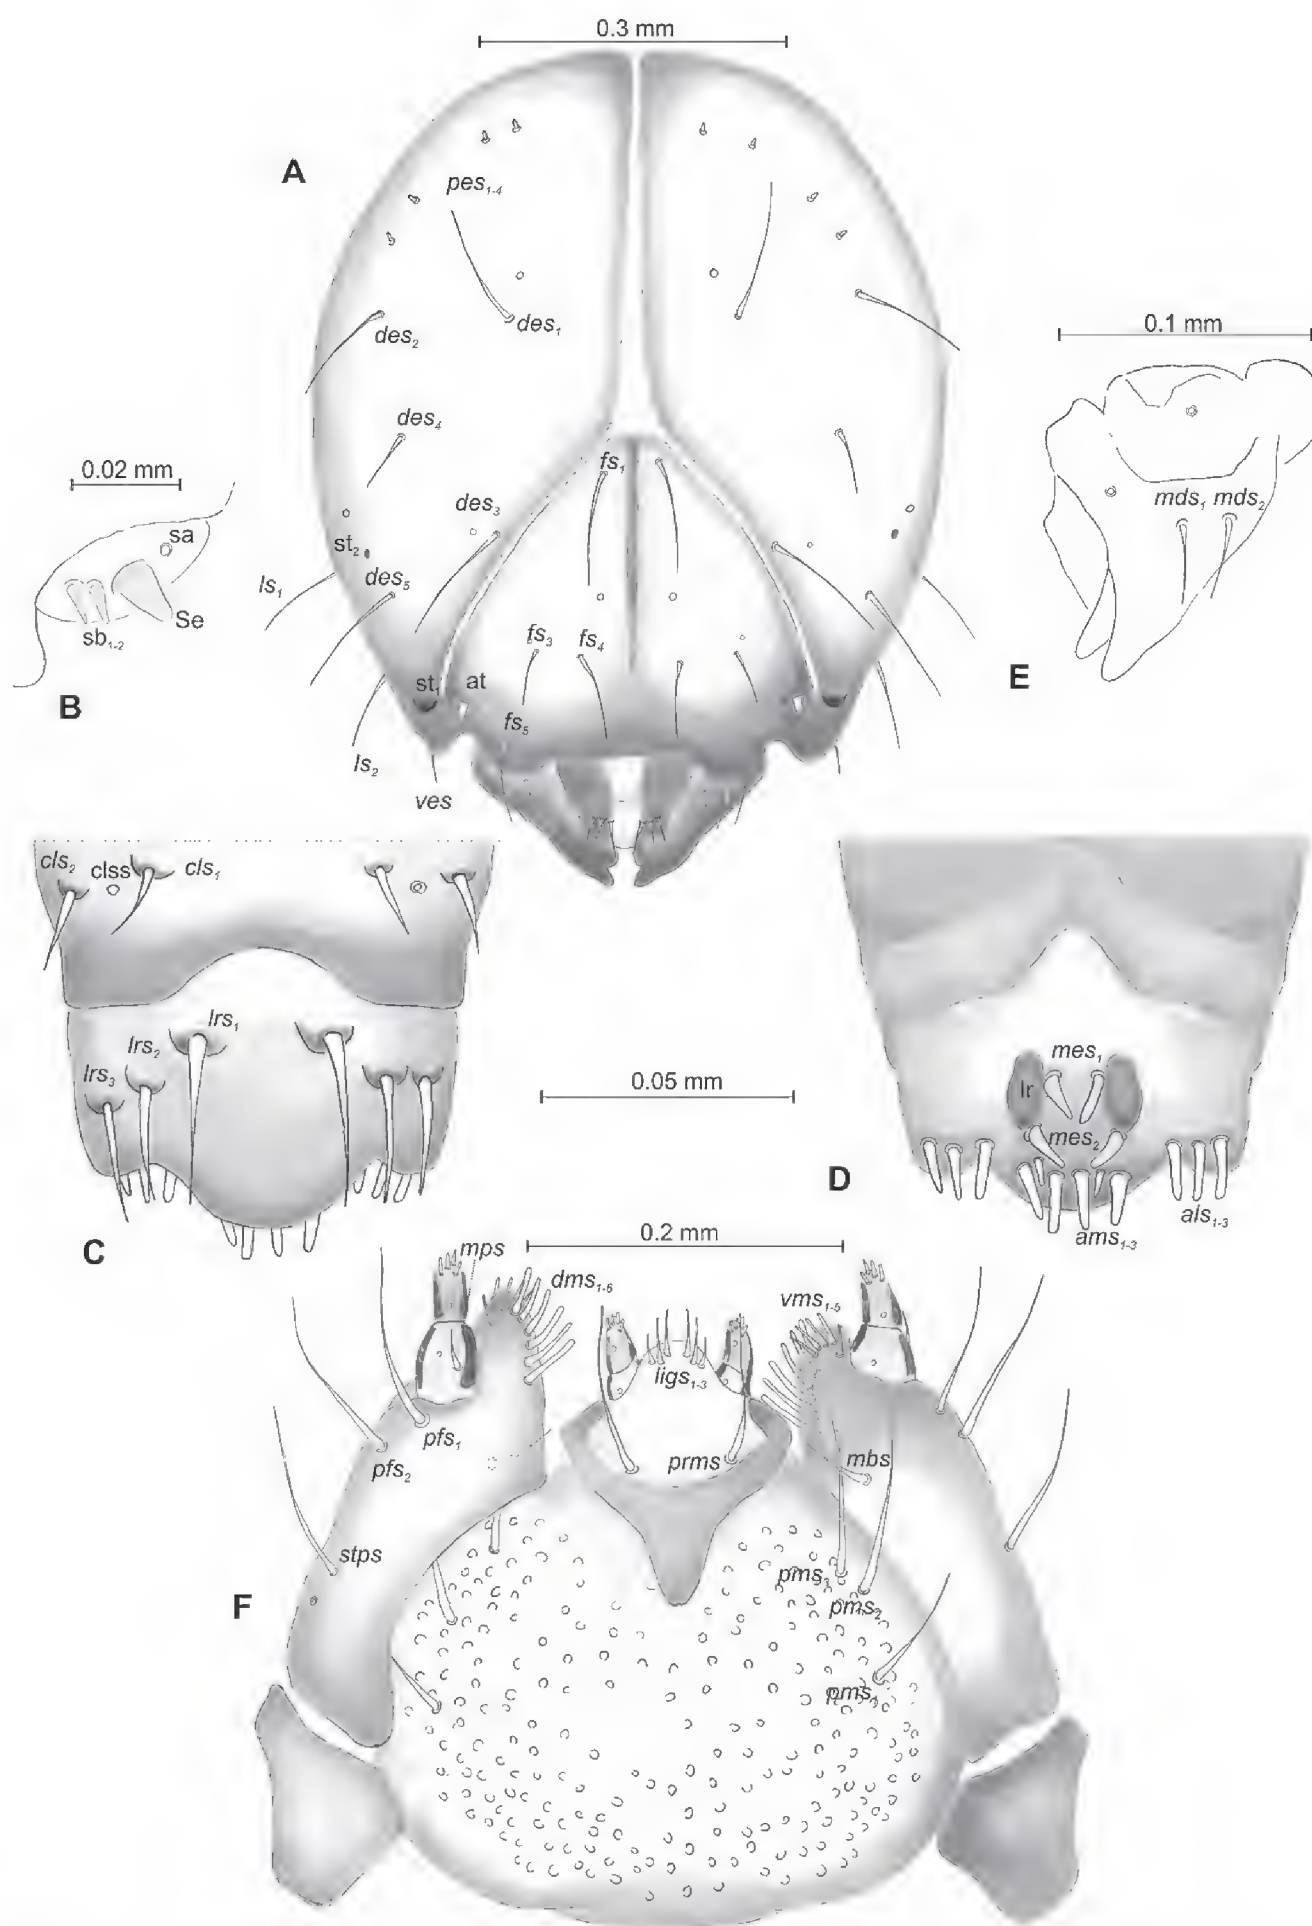 0.3 mm
A
pes₁₋₄
des₁
des₂
des₄
fs₁
des₃
st₂
des₅
ls₁
fs₃ fs₄
st₁ at
fs₅
ls₂
ves
0.02 mm
sa
Se
sb₁₋₂
B
0.1 mm
mds₁ mds₂
E
cls₂ clss cls₁
lrs₁
lrs₂
lrs₃
C
0.05 mm
mes₁
lr
mes₂
D
als₁₋₃
ams₁₋₃
0.2 mm
mps
dms₁₋₆
vms₁₋₅
ligs₁₋₃
pfs₁
pfs₂
prms
mbs
stps
pms₃
pms₂
F
pms₁